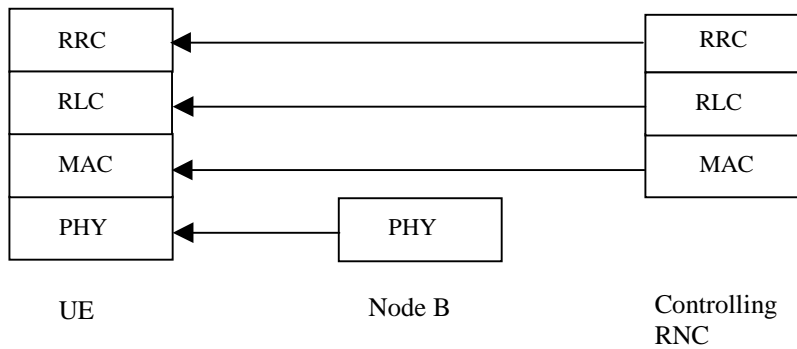 RRC
RRC
RLC
RLC
MAC
MAC
PHY
PHY
UE
Node B
Controlling
RNC